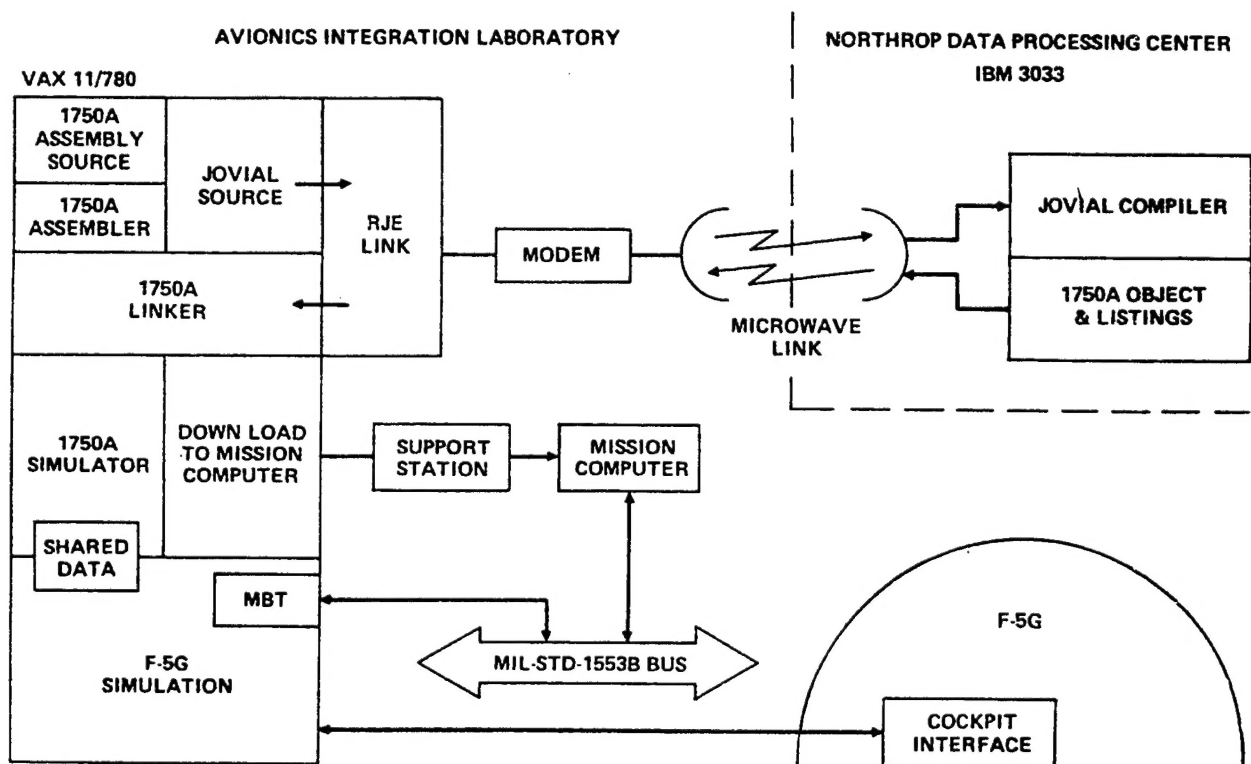 AVIONICS INTEGRATION LABORATORY
NORTHROP DATA PROCESSING CENTER
IBM 3033
VAX 11/780
1750A
ASSEMBLY
SOURCE
1750A
ASSEMBLER
JOVIAL
SOURCE
RJE
LINK
MODEM
MICROWAVE
LINK
JOVIAL COMPILER
1750A OBJECT
& LISTINGS
1750A
LINKER
1750A
SIMULATOR
DOWN LOAD
TO MISSION
COMPUTER
SUPPORT
STATION
MISSION
COMPUTER
SHARED
DATA
MBT
F-5G
SIMULATION
MIL-STD-1553B BUS
F-5G
COCKPIT
INTERFACE